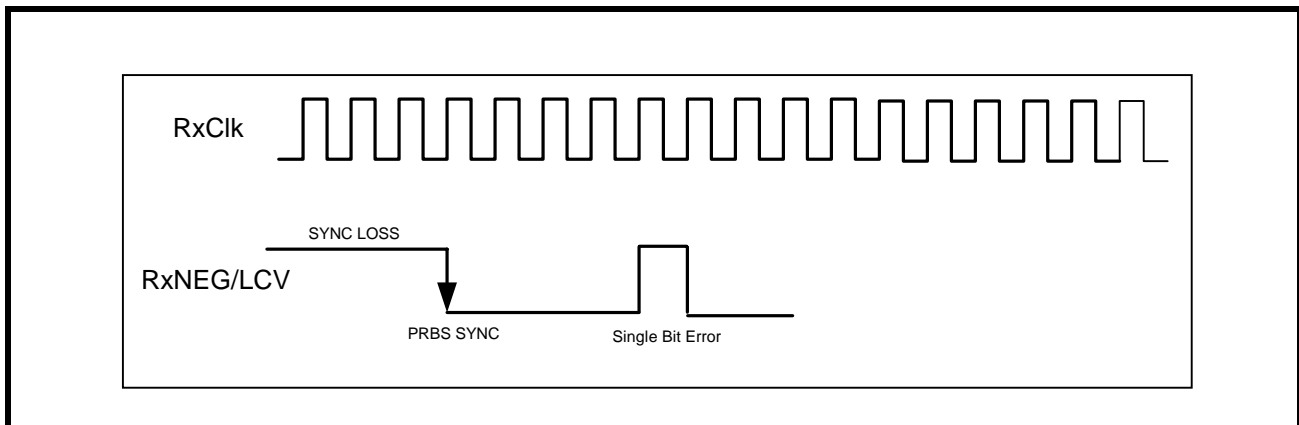 RxClk
SYNC LOSS
RxNEG/LCV
PRBS SYNC
Single Bit Error